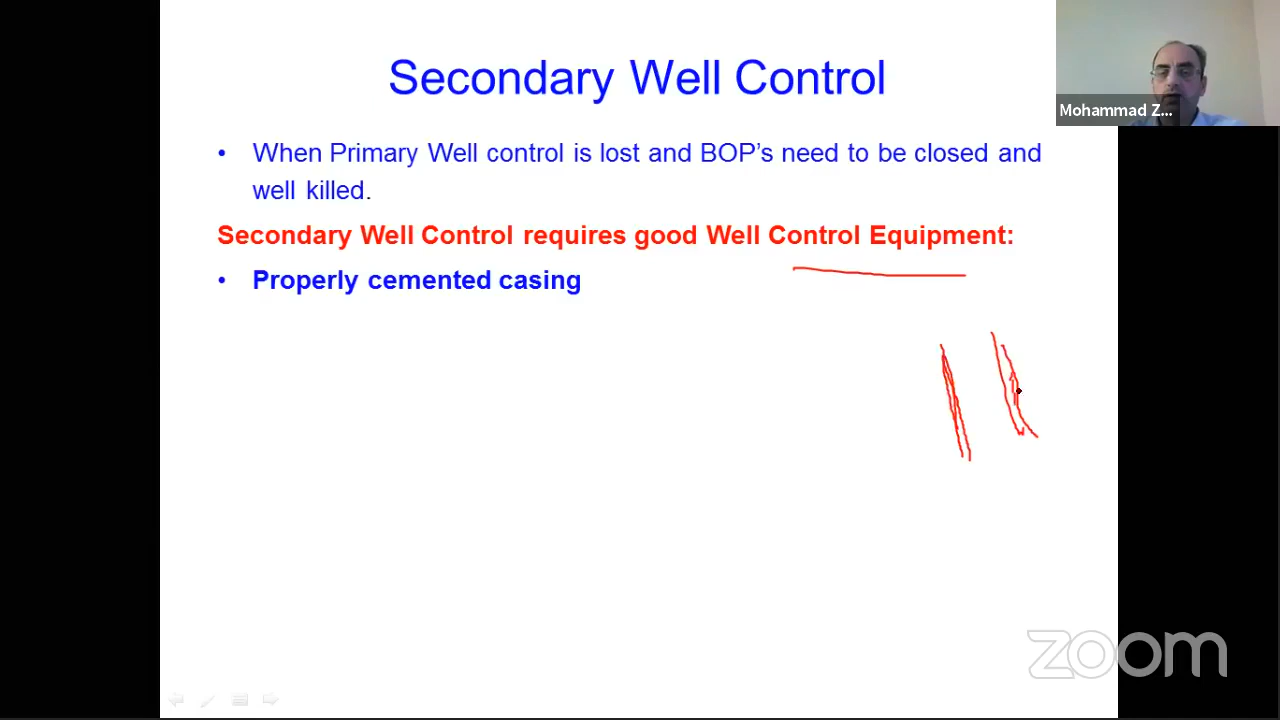 Secondary Well Control
Mohammad Z...
• When Primary Well control is lost and BOP's need to be closed and
well killed.
Secondary Well Control requires good Well Control Equipment:
• Properly cemented casing
zoom